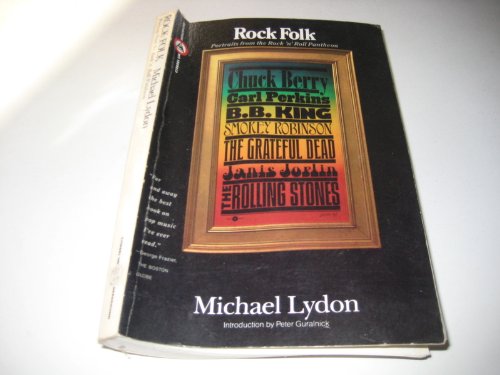 Rock Folk
Portraits from the Rock 'n' Roll Pantheon
Chuck Berry
Carl Perkins
B.B. KING
SMOKEY ROBINSON
THE GRATEFUL DEAD
Janis Joplin
THE ROLLING STONES
Michael Lydon
Introduction by Peter Guralnick
ROCK FOLK
Michael Lydon
"Far
and away
the best
book on
pop music
I've ever
read."
—George Frazier,
THE BOSTON
GLOBE